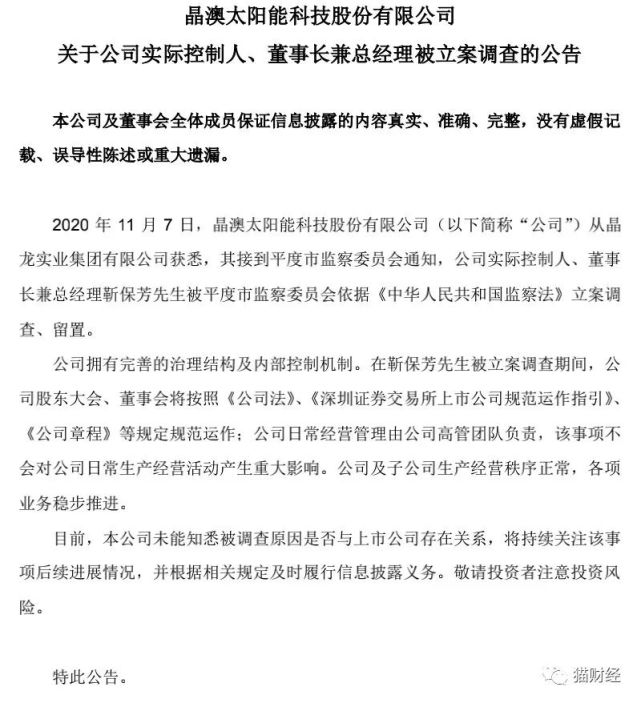 晶澳太阳能科技股份有限公司
关于公司实际控制人、董事长兼总经理被立案调查的公告
本公司及董事会全体成员保证信息披露的内容真实、准确、完整，没有虚假记
载、误导性陈述或重大遗漏。
2020 年 11 月 7 日，晶澳太阳能科技股份有限公司（以下简称“公司”）从晶
龙实业集团有限公司获悉，其接到平度市监察委员会通知，公司实际控制人、董事
长兼总经理靳保芳先生被平度市监察委员会依据《中华人民共和国监察法》立案调
查、留置。
公司拥有完善的治理结构及内部控制机制。在靳保芳先生被立案调查期间，公
司股东大会、董事会将按照《公司法》、《深圳证券交易所上市公司规范运作指引》、
《公司章程》等规定规范运作；公司日常经营管理由公司高管团队负责，该事项不
会对公司日常生产经营活动产生重大影响。公司及子公司生产经营秩序正常，各项
业务稳步推进。
目前，本公司未能知悉被调查原因是否与上市公司存在关系，将持续关注该事
项后续进展情况，并根据相关规定及时履行信息披露义务。敬请投资者注意投资风
险。
特此公告。
猫财经